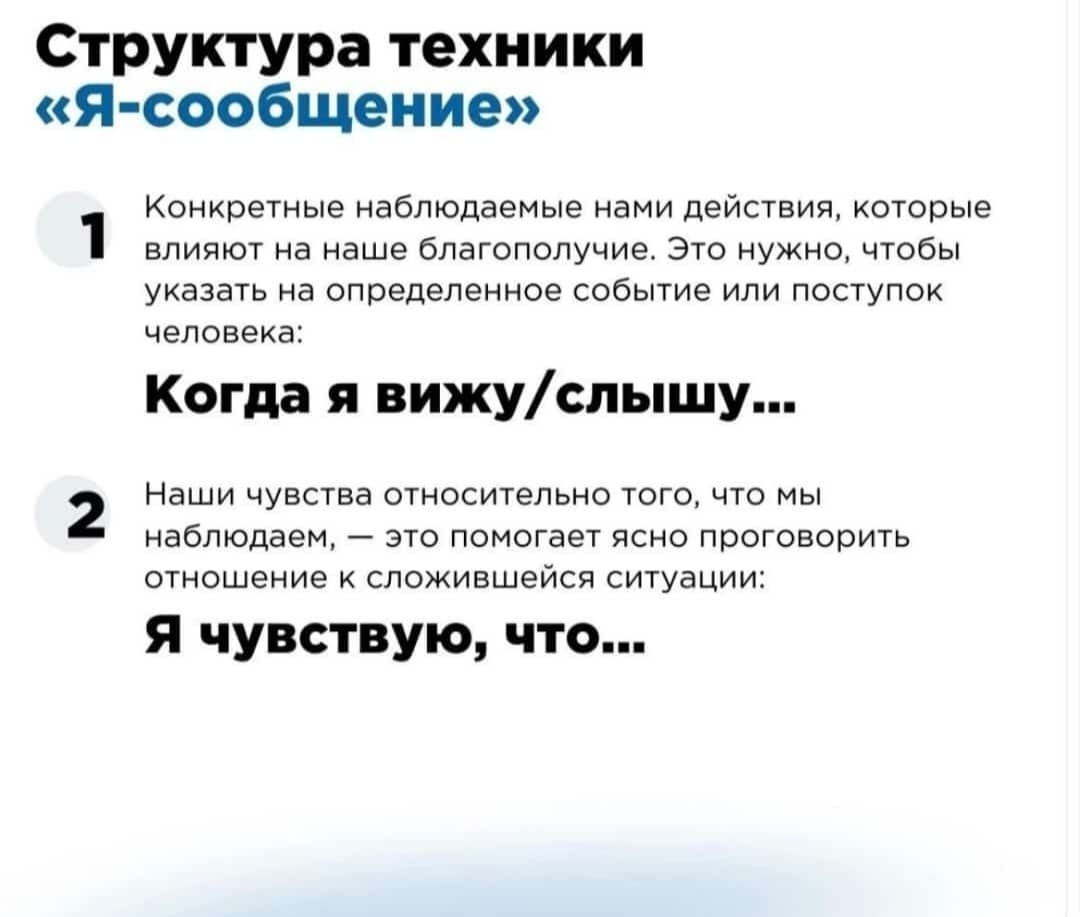 Структура техники
«Я-сообщение»
1
Конкретные наблюдаемые нами действия, которые
влияют на наше благополучие. Это нужно, чтобы
указать на определенное событие или поступок
человека:
Когда я вижу/слышу...
2
Наши чувства относительно того, что мы
наблюдаем, — это помогает ясно проговорить
отношение к сложившейся ситуации:
Я чувствую, что...